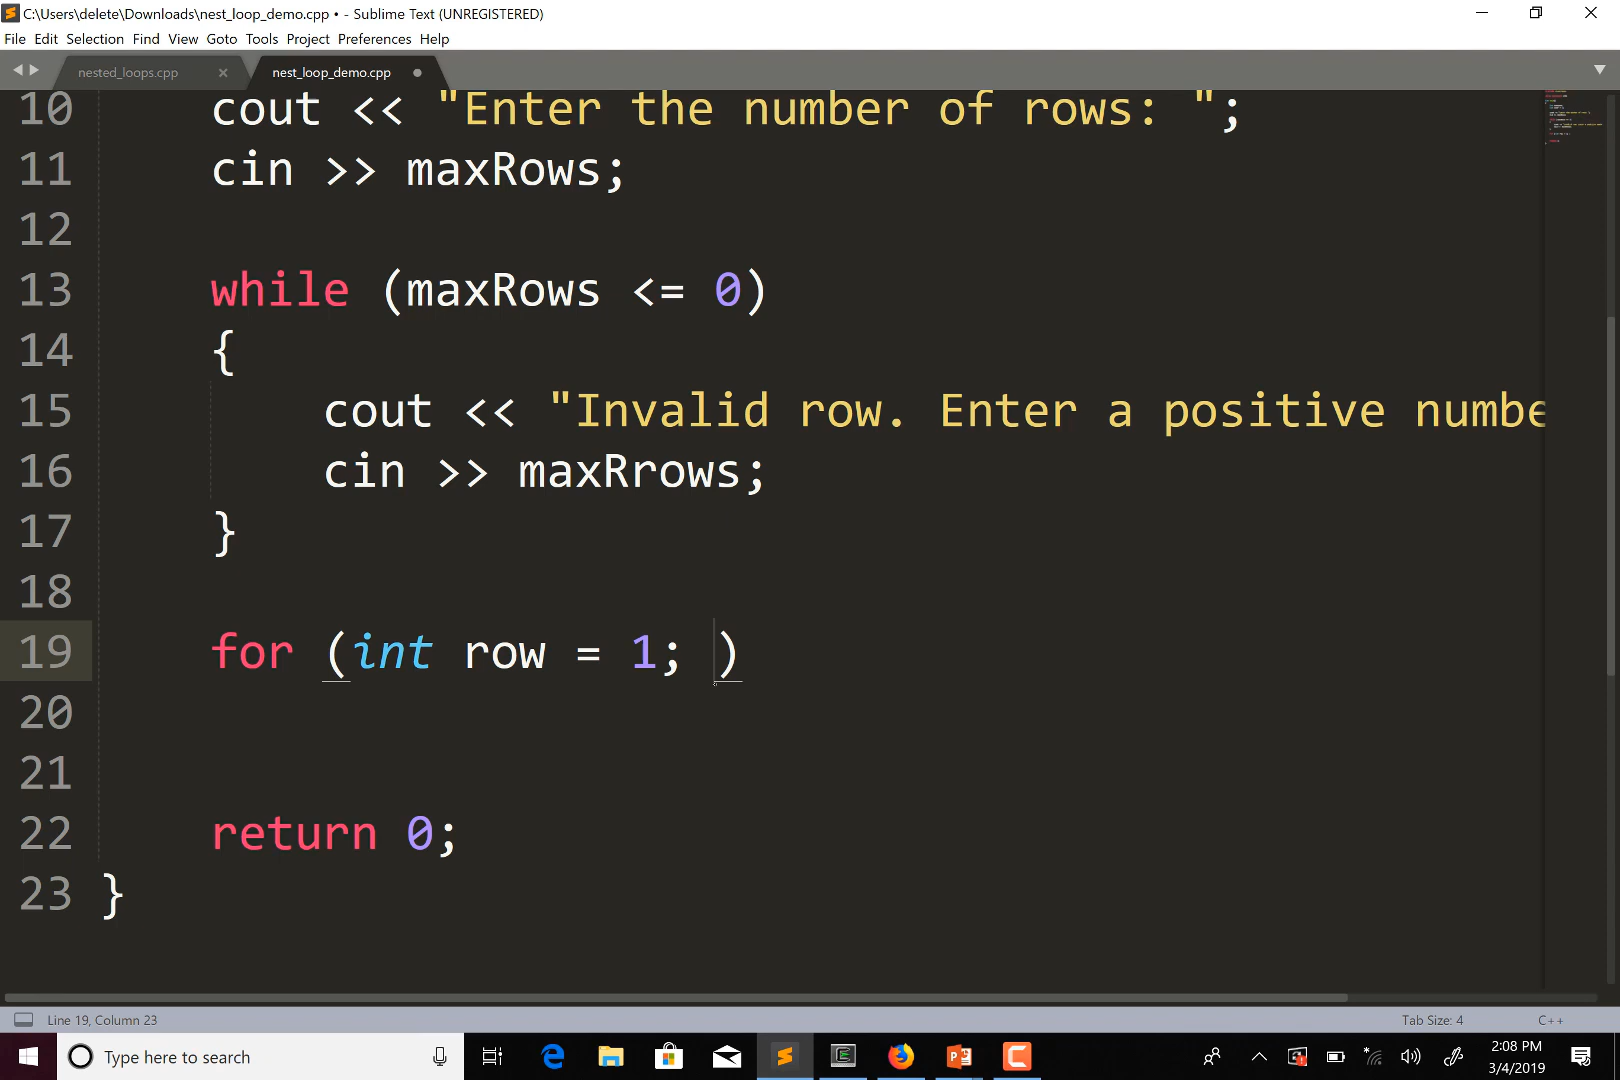 C:\Users\delete\Downloads\nest_loop_demo.cpp • - Sublime Text (UNREGISTERED)
File Edit Selection Find View Goto Tools Project Preferences Help
nested_loops.cpp nest_loop_demo.cpp
10 cout << "Enter the number of rows: ";
11 cin >> maxRows;
12
13 while (maxRows <= 0)
14 {
15 cout << "Invalid row. Enter a positive numbe
16 cin >> maxRrows;
17 }
18
19 for (int row = 1; )
20
21
22 return 0;
23 }
Line 19, Column 23 Tab Size: 4 C++
Type here to search
2:08 PM
3/4/2019